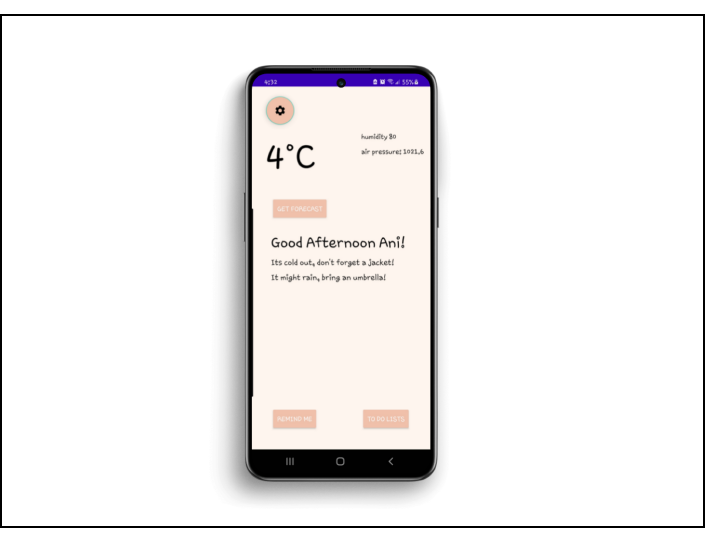 4:32
55%
4°C
humidity 80
air pressure: 1021.6
GET FORECAST
Good Afternoon Ani!
Its cold out, don't forget a jacket!
It might rain, bring an umbrella!
REMIND ME
TO DO LISTS